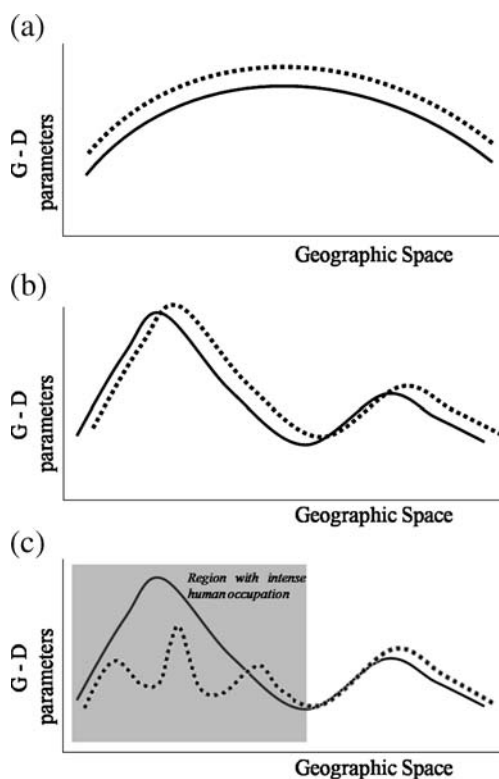 (a)
G - D
parameters
Geographic Space
(b)
G - D
parameters
Geographic Space
(c)
Region with intense
human occupation
G - D
parameters
Geographic Space